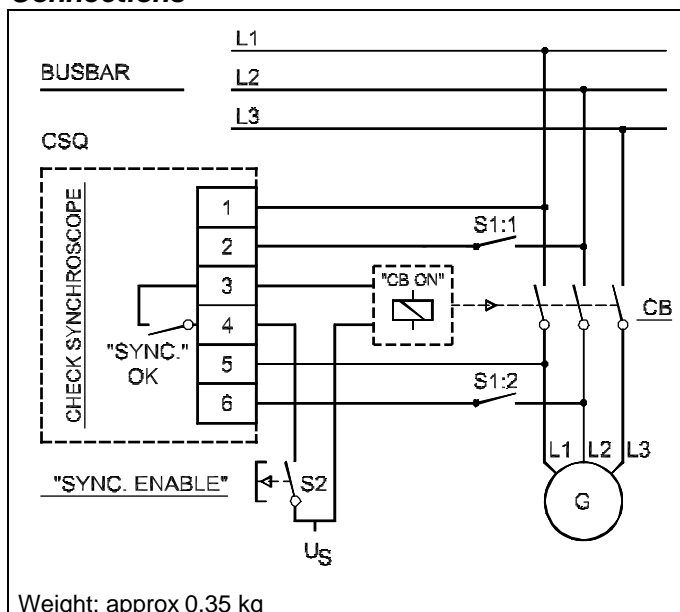 Connections
L1
BUSBAR
L2
L3
CSQ
CHECK SYNCHROSCOPE
1
2
3
4
5
6
S1:1
"CB ON"
CB
"SYNC."
OK
S1:2
"SYNC. ENABLE"
S2
L1 L2 L3
G
US
Weight: approx 0.35 kg